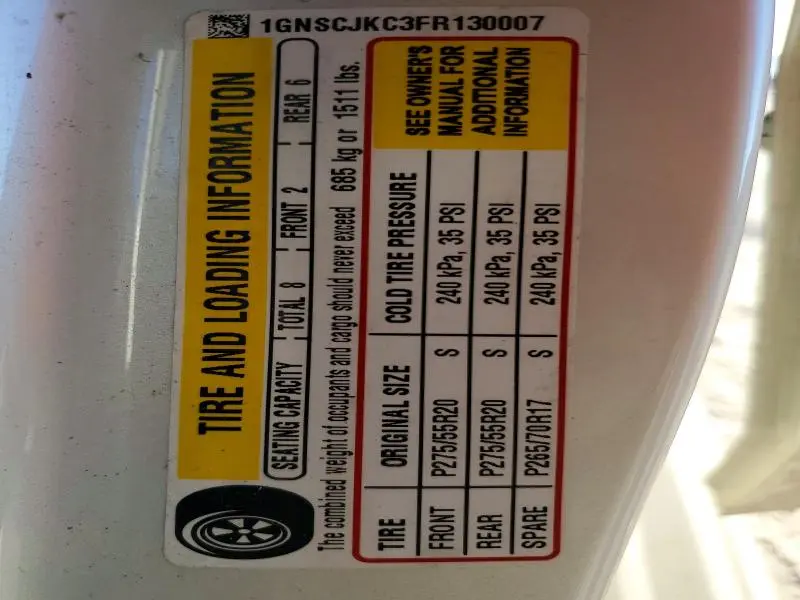 1GNSCJKC3FR130007
TIRE AND LOADING INFORMATION
SEATING CAPACITY TOTAL 8 FRONT 2 REAR 6
The combined weight of occupants and cargo should never exceed 685 kg or 1511 lbs.
TIRE ORIGINAL SIZE COLD TIRE PRESSURE
FRONT P275/55R20 S 240 kPa, 35 PSI
REAR P275/55R20 S 240 kPa, 35 PSI
SPARE P265/70R17 S 240 kPa, 35 PSI
SEE OWNER'S
MANUAL FOR
ADDITIONAL
INFORMATION